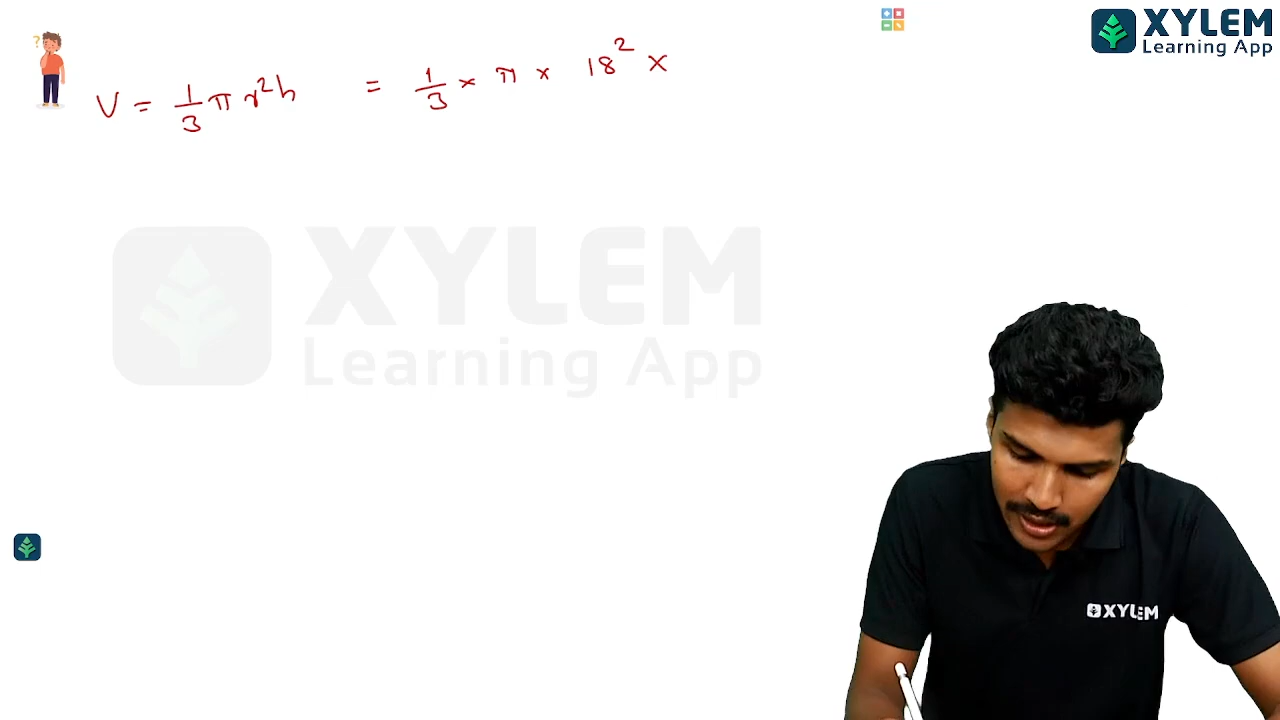 XYLEM
Learning App
?
V = 1/3 π r²h = 1/3 × π × 18² ×
XYLEM
Learning App
XYLEM